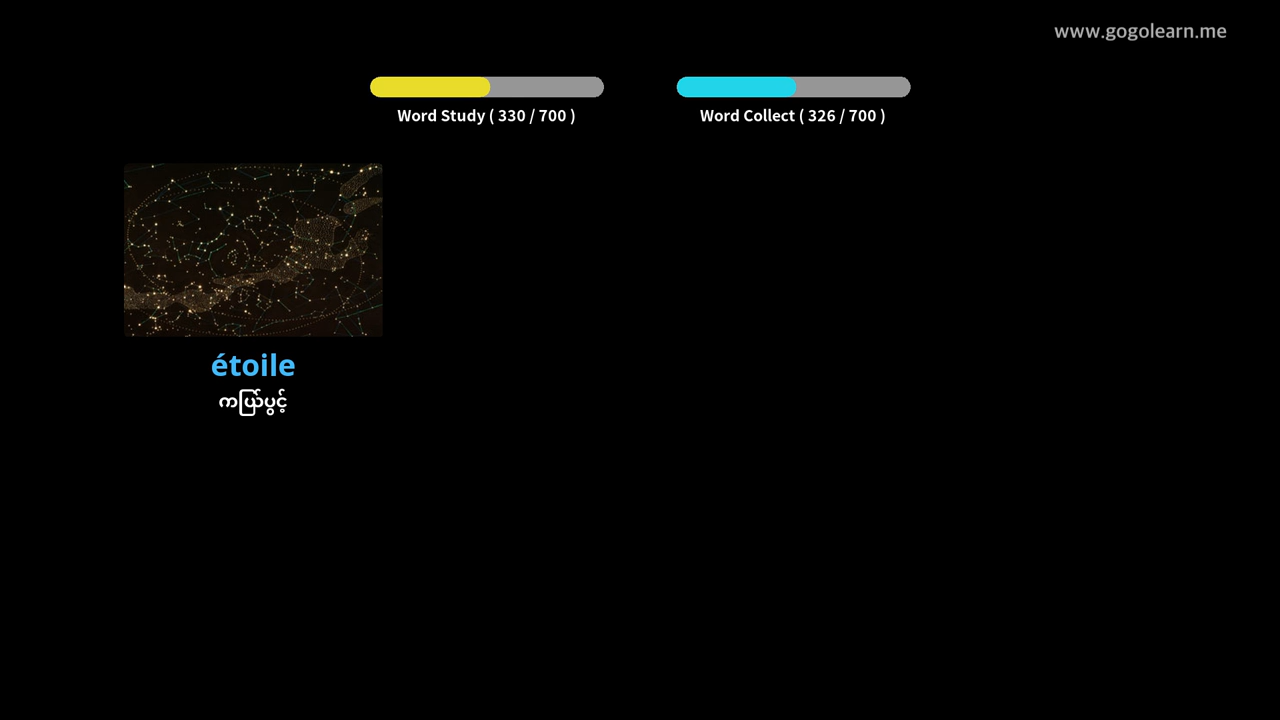 www.gogolearn.me
Word Study ( 330 / 700 )
Word Collect ( 326 / 700 )
étoile
ကြယ်ပွင့်